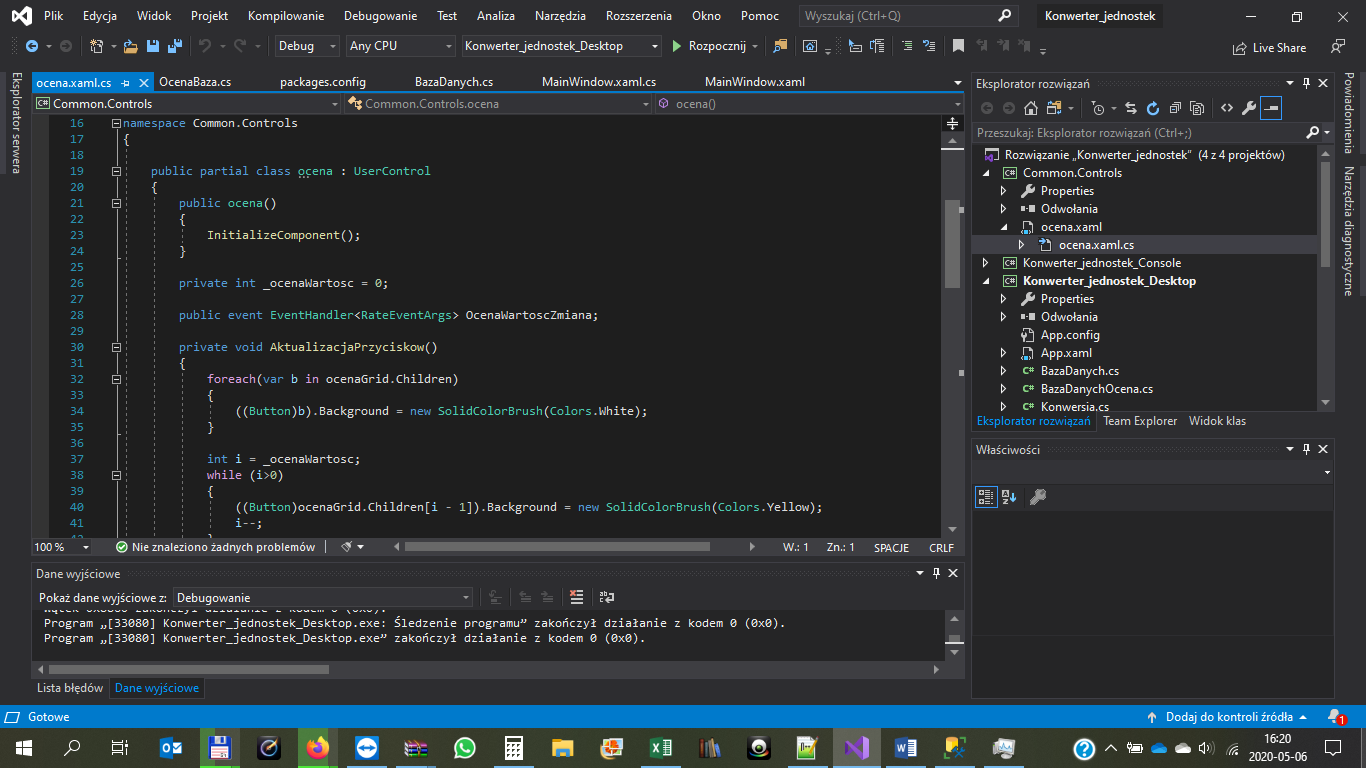 Plik Edycja Widok Projekt Kompilowanie Debugowanie Test Analiza Narzędzia Rozszerzenia Okno Pomoc Wyszukaj (Ctrl+Q) Konwerter_jednostek
Debug Any CPU Konwerter_jednostek_Desktop Rozpocznij Live Share
Eksplorator serwera
ocena.xaml.cs OcenaBaza.cs packages.config BazaDanych.cs MainWindow.xaml.cs MainWindow.xaml
Common.Controls Common.Controls.ocena ocena()
16 namespace Common.Controls
17 {
18
19 public partial class ocena : UserControl
20 {
21 public ocena()
22 {
23 InitializeComponent();
24 }
25
26 private int _ocenaWartosc = 0;
27
28 public event EventHandler<RateEventArgs> OcenaWartoscZmiana;
29
30 private void AktualizacjaPrzyciskow()
31 {
32 foreach(var b in ocenaGrid.Children)
33 {
34 ((Button)b).Background = new SolidColorBrush(Colors.White);
35 }
36
37 int i = _ocenaWartosc;
38 while (i>0)
39 {
40 ((Button)ocenaGrid.Children[i - 1]).Background = new SolidColorBrush(Colors.Yellow);
41 i--;
42 }
100 % Nie znaleziono żadnych problemów W.: 1 Zn.: 1 SPACJE CRLF
Dane wyjściowe
Pokaż dane wyjściowe z: Debugowanie
zakończył działanie z kodem 0 (0x0).
Program „[33080] Konwerter_jednostek_Desktop.exe: Śledzenie programu” zakończył działanie z kodem 0 (0x0).
Program „[33080] Konwerter_jednostek_Desktop.exe” zakończył działanie z kodem 0 (0x0).
Lista błędów Dane wyjściowe
Eksplorator rozwiązań
Przeszukaj: Eksplorator rozwiązań (Ctrl+;)
Rozwiązanie „Konwerter_jednostek” (4 z 4 projektów)
Common.Controls
Properties
Odwołania
ocena.xaml
ocena.xaml.cs
Konwerter_jednostek_Console
Konwerter_jednostek_Desktop
Properties
Odwołania
App.config
App.xaml
BazaDanych.cs
BazaDanychOcena.cs
Konwersja.cs
Eksplorator rozwiązań Team Explorer Widok klas
Właściwości
Powiadomienia
Narzędzia diagnostyczne
Gotowe Dodaj do kontroli źródła 1
16:20
2020-05-06